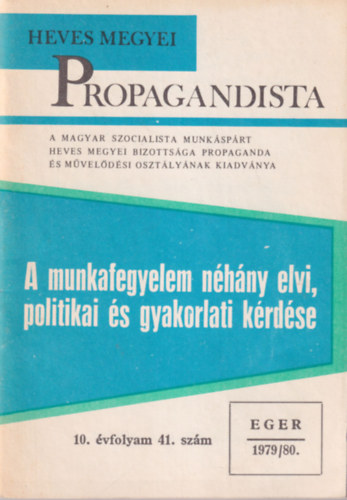 HEVES MEGYEI
PROPAGANDISTA
A MAGYAR SZOCIALISTA MUNKÁSPÁRT
HEVES MEGYEI BIZOTTSÁGA PROPAGANDA
ÉS MŰVELŐDÉSI OSZTÁLYÁNAK KIADVÁNYA
A munkafegyelem néhány elvi,
politikai és gyakorlati kérdése
10. évfolyam 41. szám
EGER
1979/80.